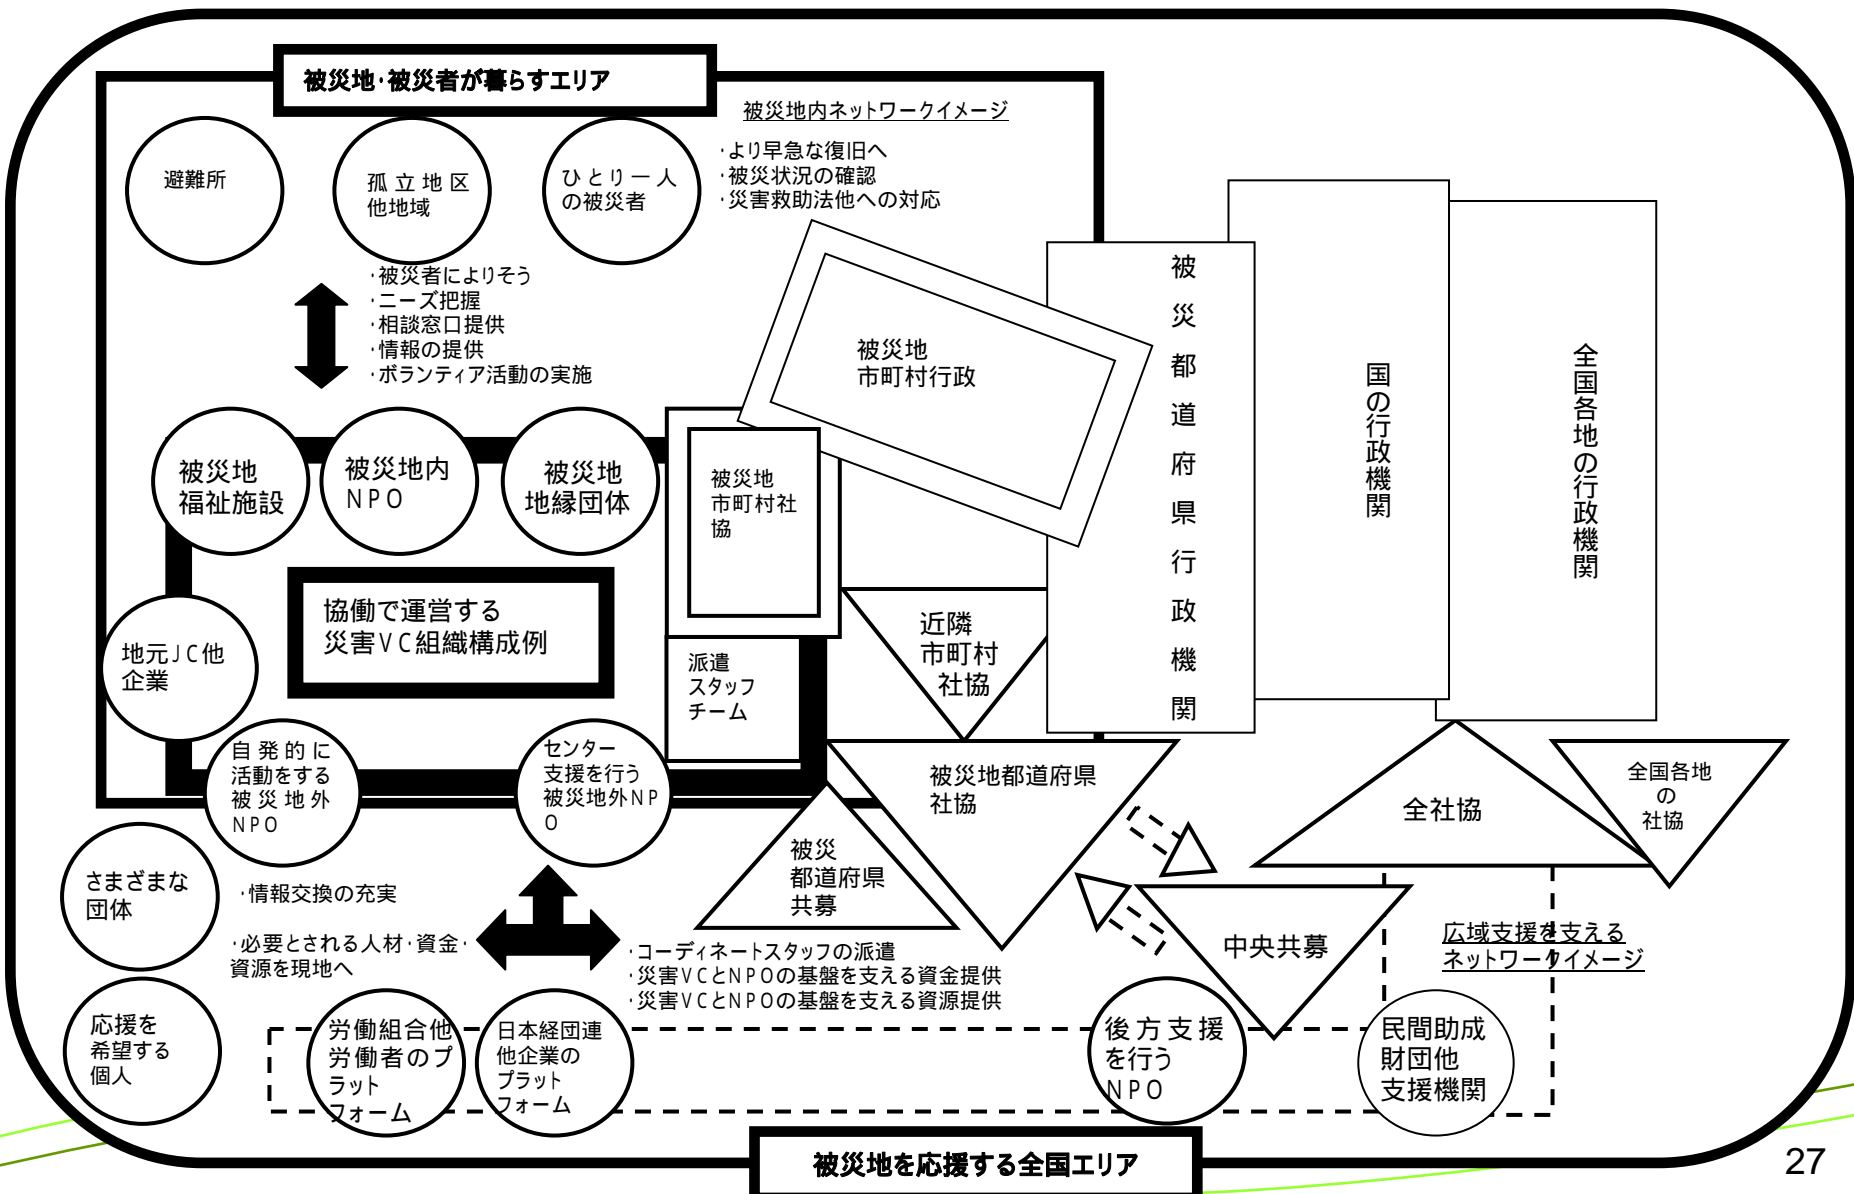 被災地・被災者が暮らすエリア
被災地内ネットワークイメージ
・より早急な復旧へ
・被災状況の確認
・災害救助法他への対応
避難所
孤立地区
他地域
ひとり一人
の被災者
・被災者によりそう
・ニーズ把握
・相談窓口提供
・情報の提供
・ボランティア活動の実施
被災地
市町村行政
被災都道府県行政機関
国の行政機関
全国各地の行政機関
被災地
福祉施設
被災地内
NPO
被災地
地縁団体
被災地
市町村社
協
協働で運営する
災害VC組織構成例
地元JC他
企業
派遣
スタッフ
チーム
近隣
市町村
社協
自発的に
活動をする
被災地外
NPO
センター
支援を行う
被災地外NP
O
被災地都道府県
社協
全社協
全国各地
の
社協
被災
都道府県
共募
さまざまな
団体
・情報交換の充実
・必要とされる人材・資金・
資源を現地へ
・コーディネートスタッフの派遣
・災害VCとNPOの基盤を支える資金提供
・災害VCとNPOの基盤を支える資源提供
中央共募
広域支援を支える
ネットワークイメージ
応援を
希望する
個人
労働組合他
労働者のプ
ラット
フォーム
日本経団連
他企業の
プラット
フォーム
後方支援
を行う
NPO
民間助成
財団他
支援機関
被災地を応援する全国エリア
27